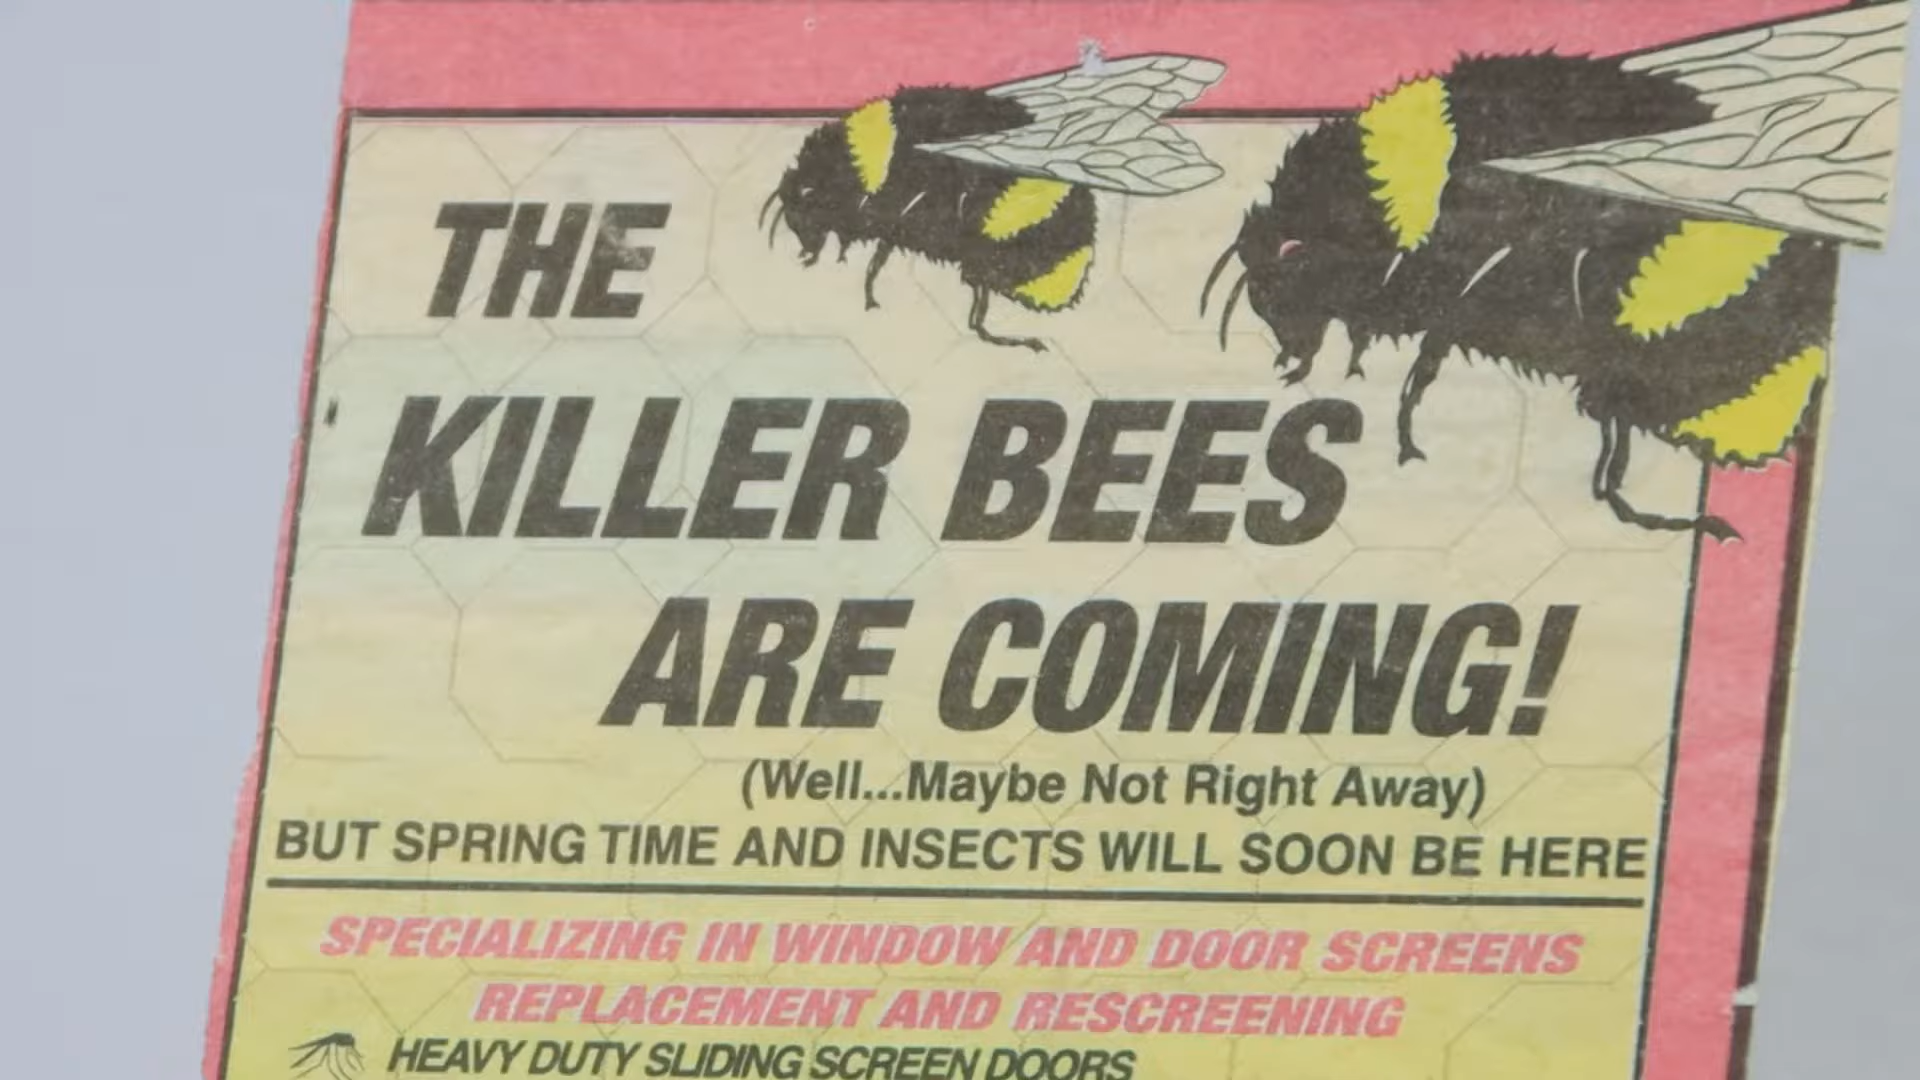 THE
KILLER BEES
ARE COMING!
(Well...Maybe Not Right Away)
BUT SPRING TIME AND INSECTS WILL SOON BE HERE
SPECIALIZING IN WINDOW AND DOOR SCREENS
REPLACEMENT AND RESCREENING
HEAVY DUTY SLIDING SCREEN DOORS